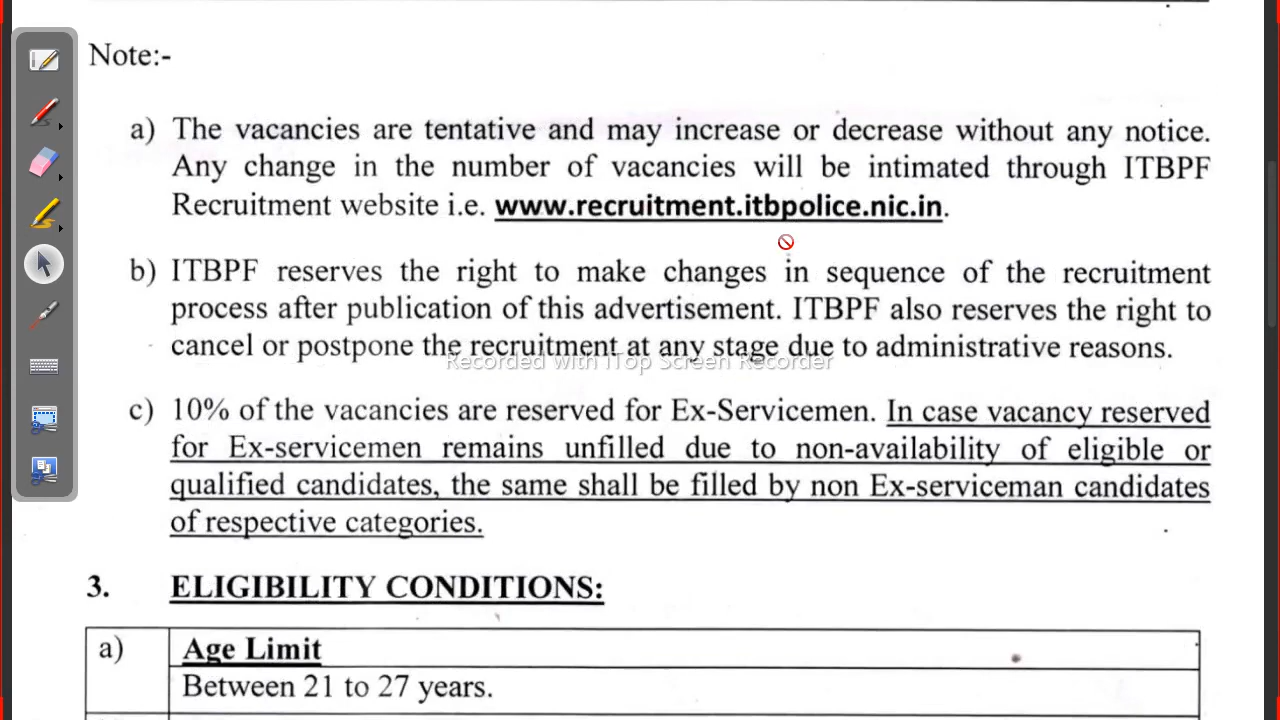 Note:-
a) The vacancies are tentative and may increase or decrease without any notice.
Any change in the number of vacancies will be intimated through ITBPF
Recruitment website i.e. www.recruitment.itbpolice.nic.in.
b) ITBPF reserves the right to make changes in sequence of the recruitment
process after publication of this advertisement. ITBPF also reserves the right to
cancel or postpone the recruitment at any stage due to administrative reasons.
Recorded with iTop Screen Recorder
c) 10% of the vacancies are reserved for Ex-Servicemen. In case vacancy reserved
for Ex-servicemen remains unfilled due to non-availability of eligible or
qualified candidates, the same shall be filled by non Ex-serviceman candidates
of respective categories.
3. ELIGIBILITY CONDITIONS:
a) Age Limit
Between 21 to 27 years.